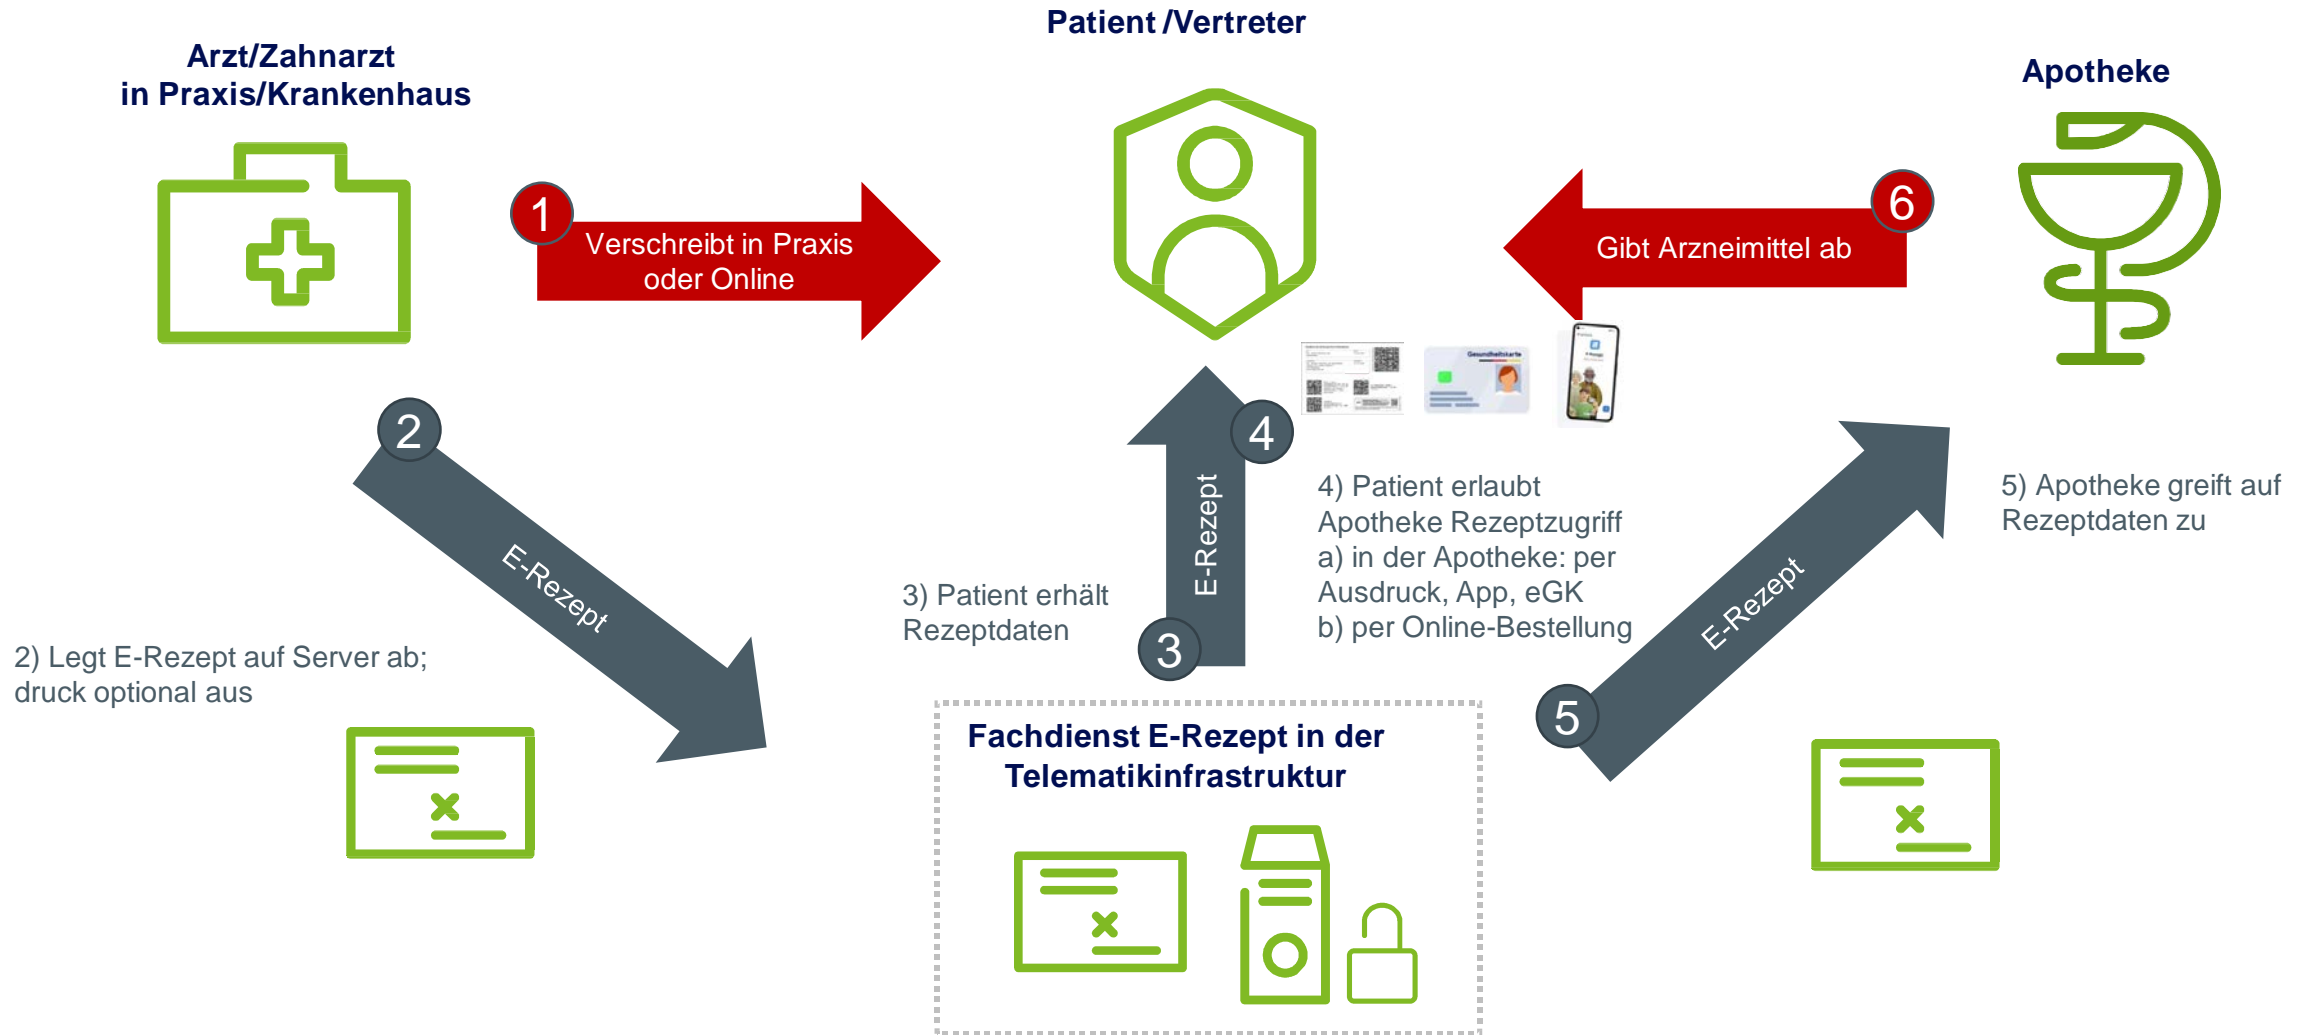 Patient /Vertreter
Arzt/Zahnarzt
in Praxis/Krankenhaus
Apotheke
1
Verschreibt in Praxis
oder Online
6
Gibt Arzneimittel ab
Gesundheitskarte
2
E-Rezept
2) Legt E-Rezept auf Server ab;
druck optional aus
3) Patient erhält
Rezeptdaten
3
E-Rezept
4
4) Patient erlaubt
Apotheke Rezeptzugriff
a) in der Apotheke: per
Ausdruck, App, eGK
b) per Online-Bestellung
5
E-Rezept
5) Apotheke greift auf
Rezeptdaten zu
Fachdienst E-Rezept in der
Telematikinfrastruktur